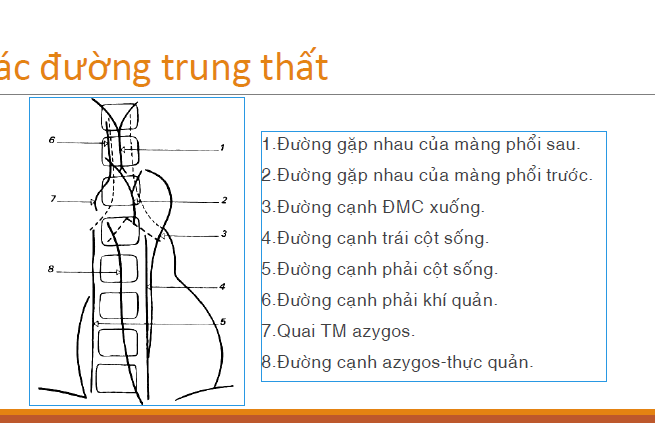 ác đường trung thất
6
1
7
2
3
8
4
5
1.Đường gặp nhau của màng phổi sau.
2.Đường gặp nhau của màng phổi trước.
3.Đường cạnh ĐMC xuống.
4.Đường cạnh trái cột sống.
5.Đường cạnh phải cột sống.
6.Đường cạnh phải khí quản.
7.Quai TM azygos.
8.Đường cạnh azygos-thực quản.